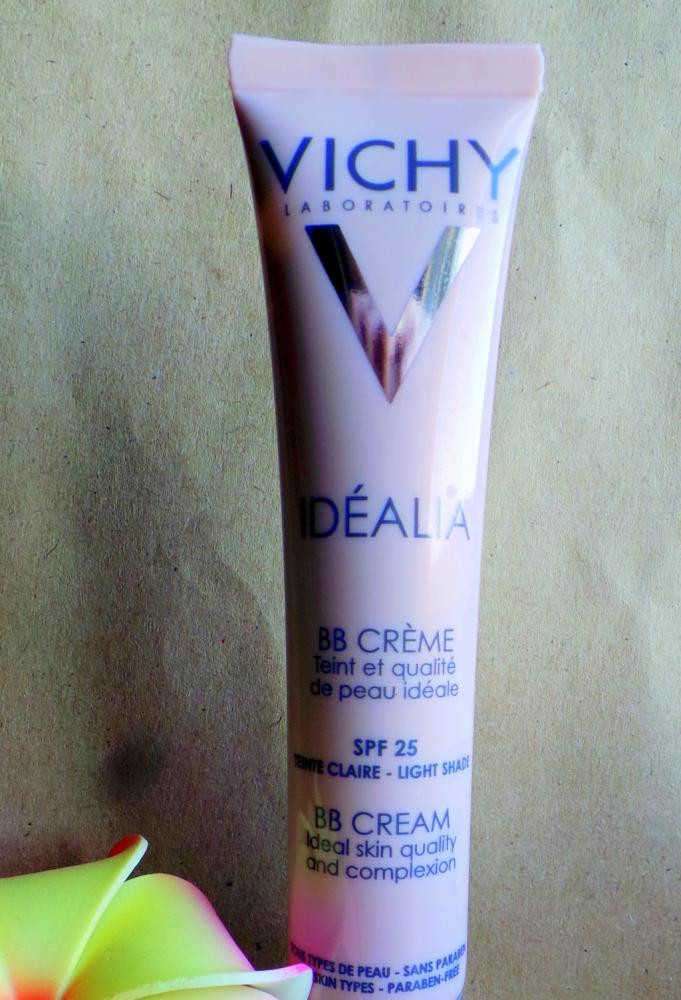 VICHY
LABORATOIRES
IDÉALIA
BB CRÈME
Teint et qualité
de peau idéale
SPF 25
TEINTE CLAIRE - LIGHT SHADE
BB CREAM
Ideal skin quality
and complexion
TYPES DE PEAU - SANS PARABEN
SKIN TYPES - PARABEN-FREE